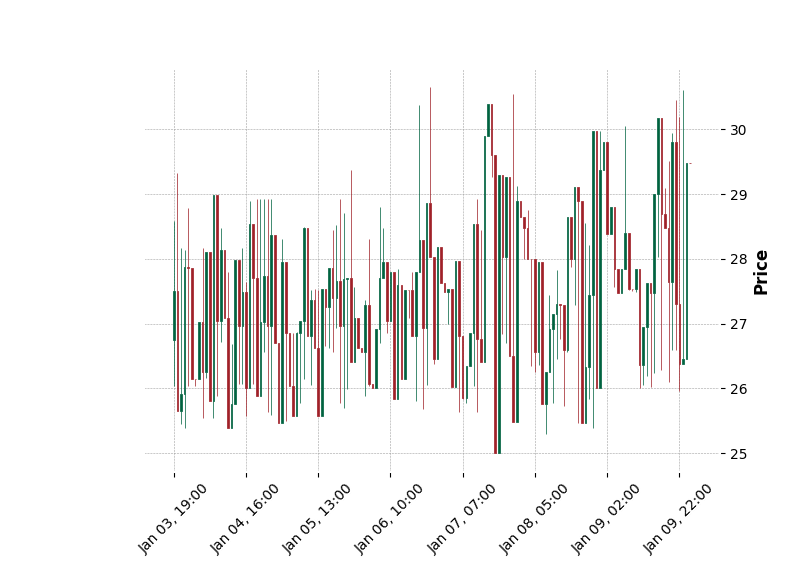 30
29
28
27
26
25
Price
Jan 03, 19:00
Jan 04, 16:00
Jan 05, 13:00
Jan 06, 10:00
Jan 07, 07:00
Jan 08, 05:00
Jan 09, 02:00
Jan 09, 22:00